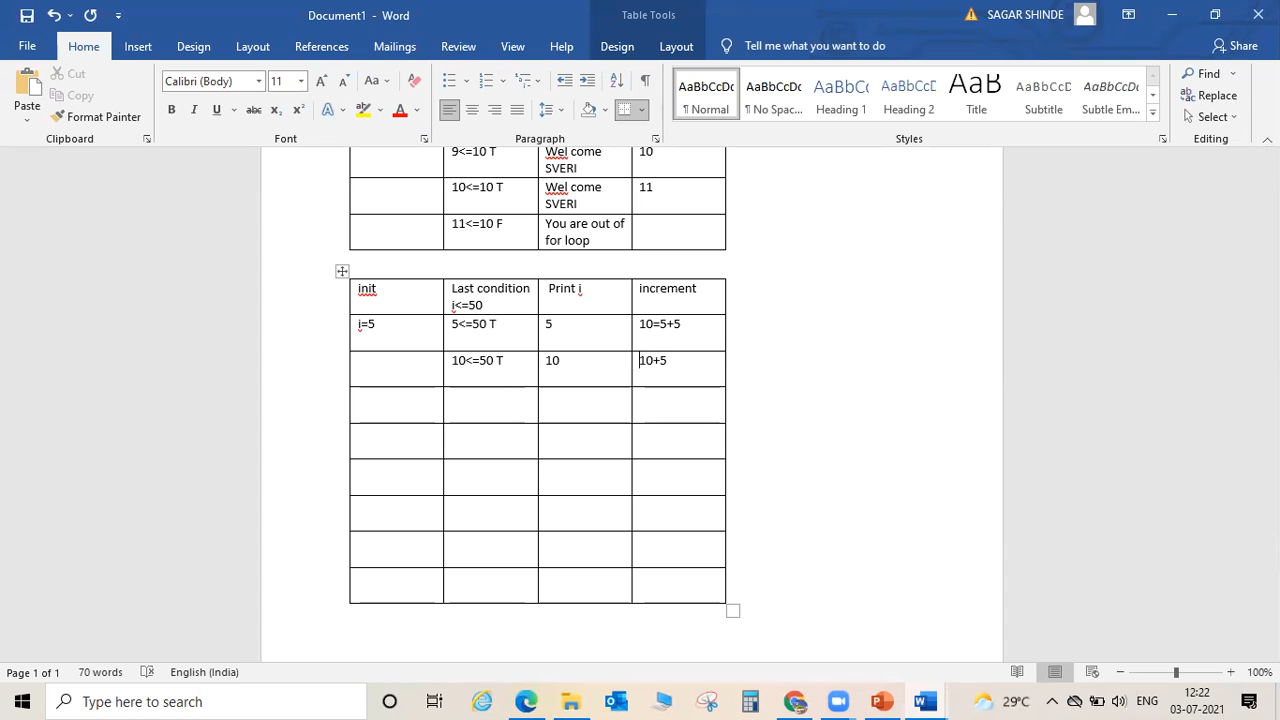 Document1 - Word
Table Tools
SAGAR SHINDE
File Home Insert Design Layout References Mailings Review View Help Design Layout Tell me what you want to do Share
Paste
Cut
Copy
Format Painter
Clipboard
Calibri (Body) 11
Font
Paragraph
AaBbCcDc AaBbCcDc AaBbCc AaBbCcD AaB AaBbCcD AaBbCcDc
¶ Normal ¶ No Spac... Heading 1 Heading 2 Title Subtitle Subtle Em...
Styles
Find
Replace
Select
Editing
9<=10 T Wel come SVERI 10
10<=10 T Wel come SVERI 11
11<=10 F You are out of for loop
init Last condition i<=50 Print i increment
i=5 5<=50 T 5 10=5+5
10<=50 T 10 10+5
Page 1 of 1 70 words English (India) 100%
Type here to search
29°C
12:22
03-07-2021